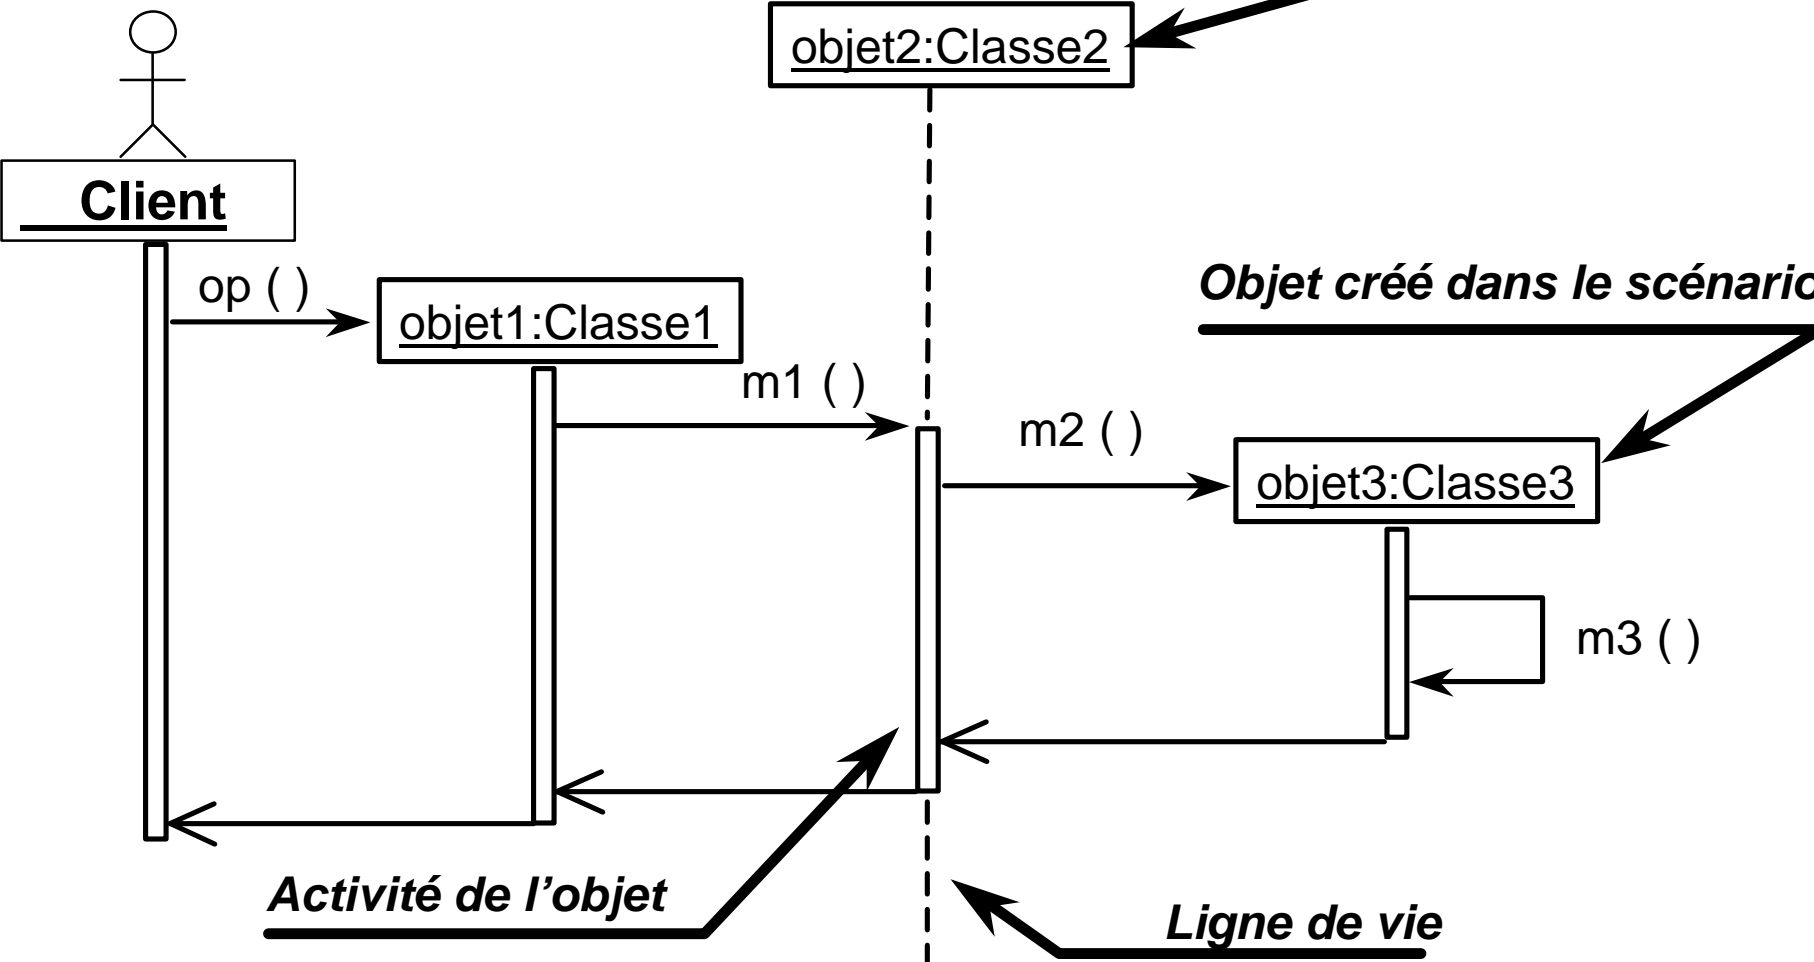 objet2:Classe2
Client
op ( )
objet1:Classe1
Objet créé dans le scénario
m1 ( )
m2 ( )
objet3:Classe3
m3 ( )
Activité de l’objet
Ligne de vie